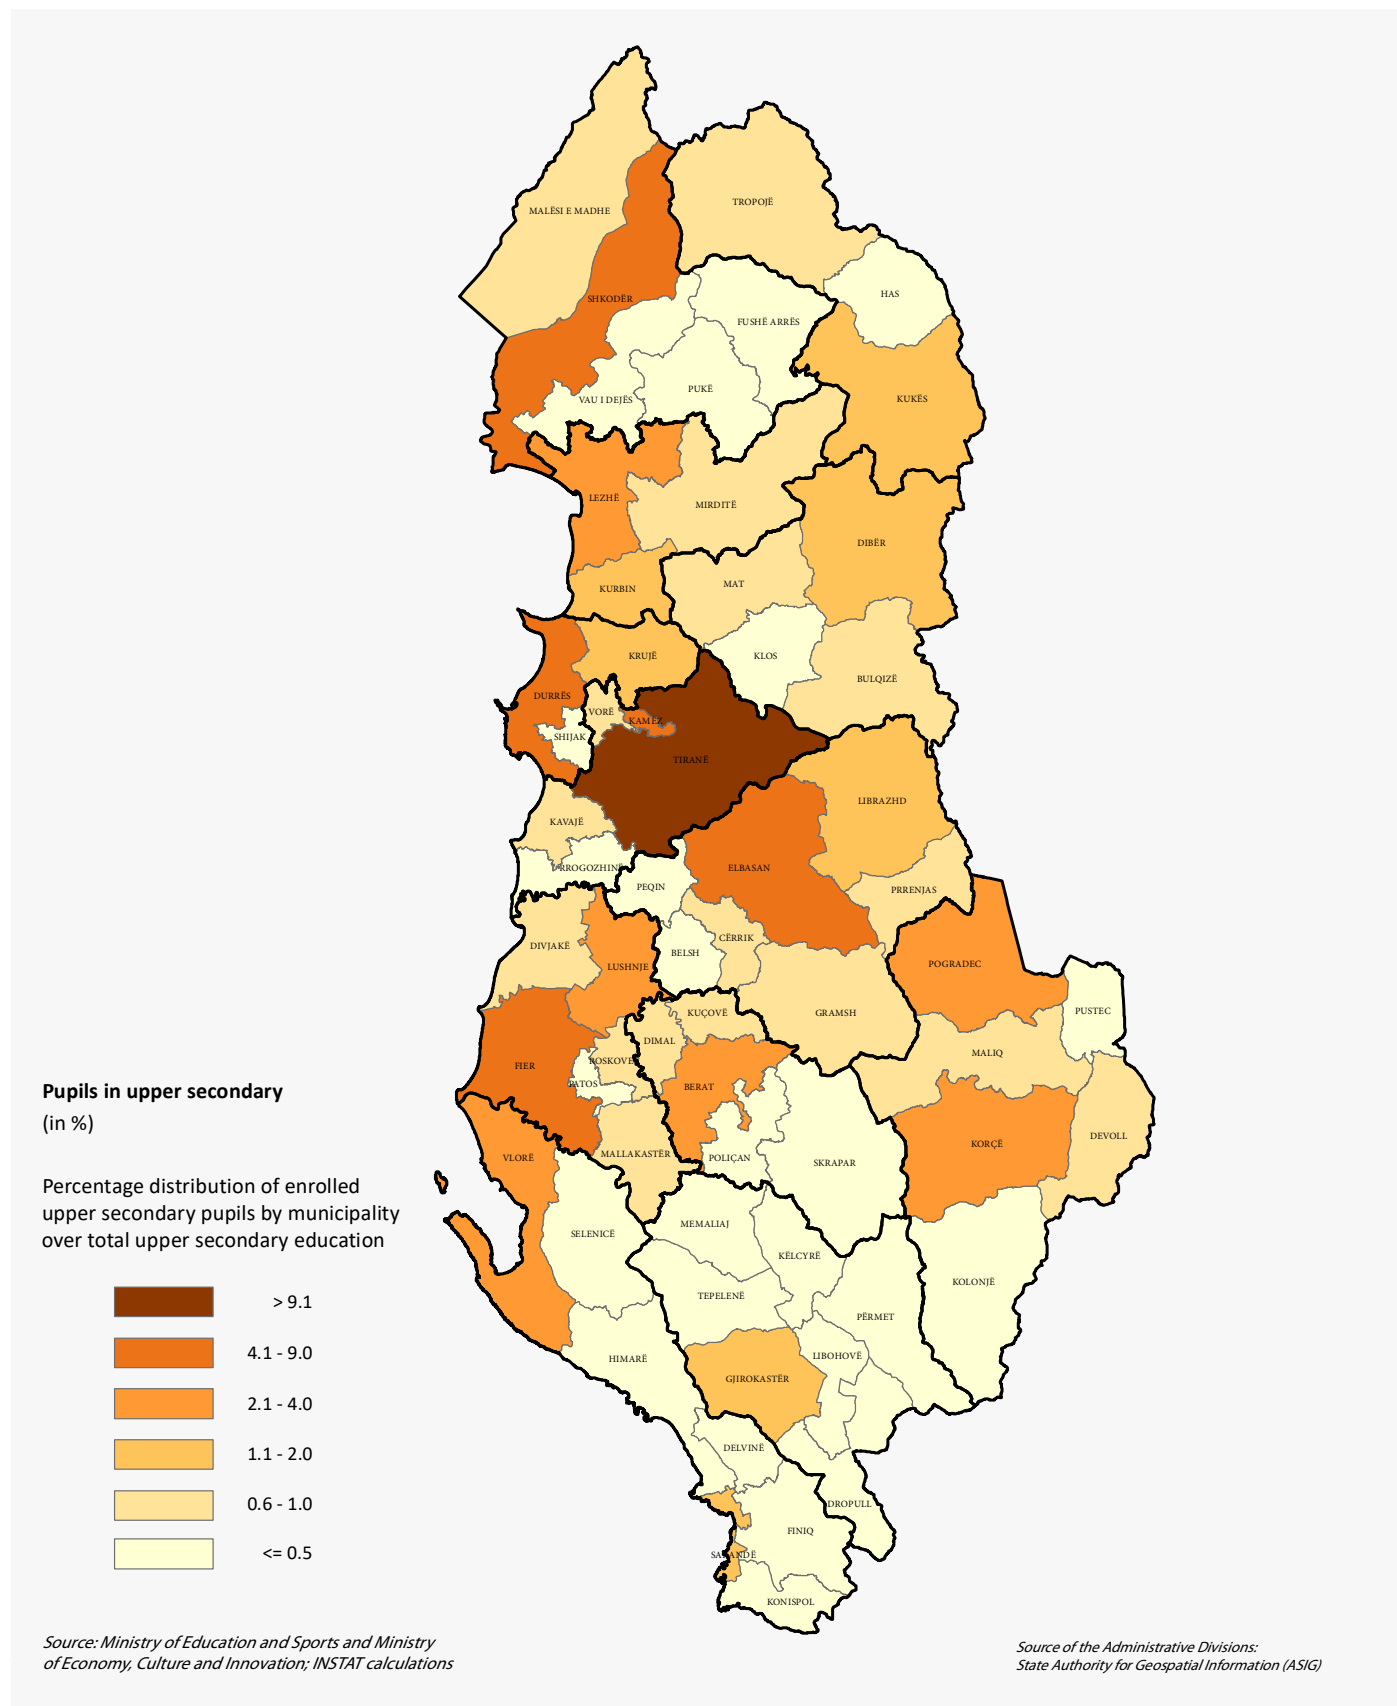 MALËSI E MADHE
TROPOJË
SHKODËR
HAS
FUSHË ARRËS
PUKË
VAU I DEJËS
KUKËS
LEZHË
MIRDITË
DIBËR
KURBIN
MAT
KRUJË
KLOS
BULQIZË
DURRËS
VORË
KAMËZ
SHIJAK
TIRANË
LIBRAZHD
KAVAJË
RROGOZHINË
ELBASAN
PEQIN
PRRENJAS
CËRRIK
DIVJAKË
BELSH
LUSHNJE
POGRADEC
GRAMSH
KUÇOVË
PUSTEC
DIMAL
MALIQ
ROSKOVEC
FIER
PATOS
BERAT
DEVOLL
KORÇË
VLORË
MALLAKASTËR
POLIÇAN
SKRAPAR
MEMALIAJ
SELENICË
KËLCYRË
KOLONJË
TEPELENË
PËRMET
HIMARË
LIBOHOVË
GJIROKASTËR
DELVINË
DROPULL
FINIQ
SARANDË
KONISPOL
Pupils in upper secondary
(in %)
Percentage distribution of enrolled
upper secondary pupils by municipality
over total upper secondary education
> 9.1
4.1 - 9.0
2.1 - 4.0
1.1 - 2.0
0.6 - 1.0
<= 0.5
Source: Ministry of Education and Sports and Ministry
of Economy, Culture and Innovation; INSTAT calculations
Source of the Administrative Divisions:
State Authority for Geospatial Information (ASIG)